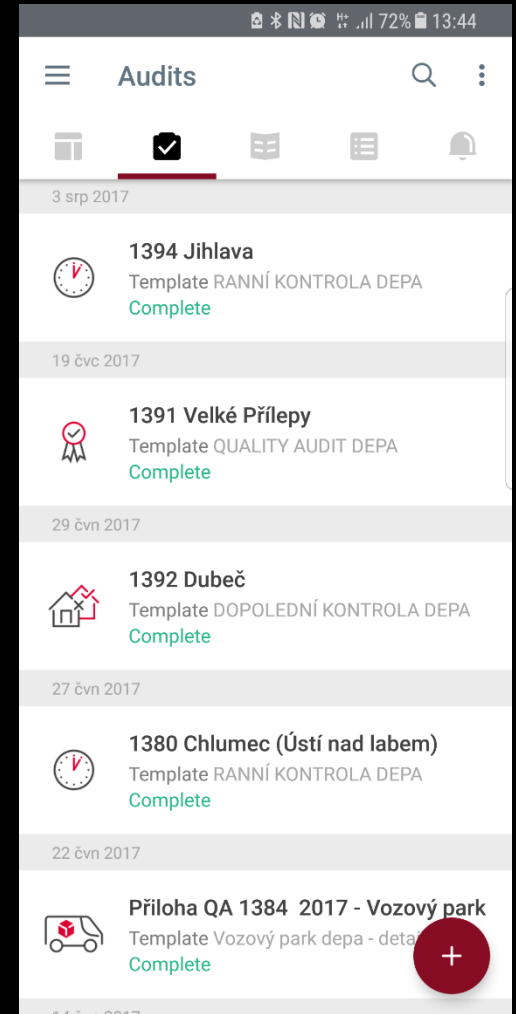 72% 13:44
Audits
3 srp 2017
1394 Jihlava
Template RANNÍ KONTROLA DEPA
Complete
19 čvc 2017
1391 Velké Přílepy
Template QUALITY AUDIT DEPA
Complete
29 čvn 2017
1392 Dubeč
Template DOPOLEDNÍ KONTROLA DEPA
Complete
27 čvn 2017
1380 Chlumec (Ústí nad labem)
Template RANNÍ KONTROLA DEPA
Complete
22 čvn 2017
Přiloha QA 1384 2017 - Vozový park
Template Vozový park depa -
Complete